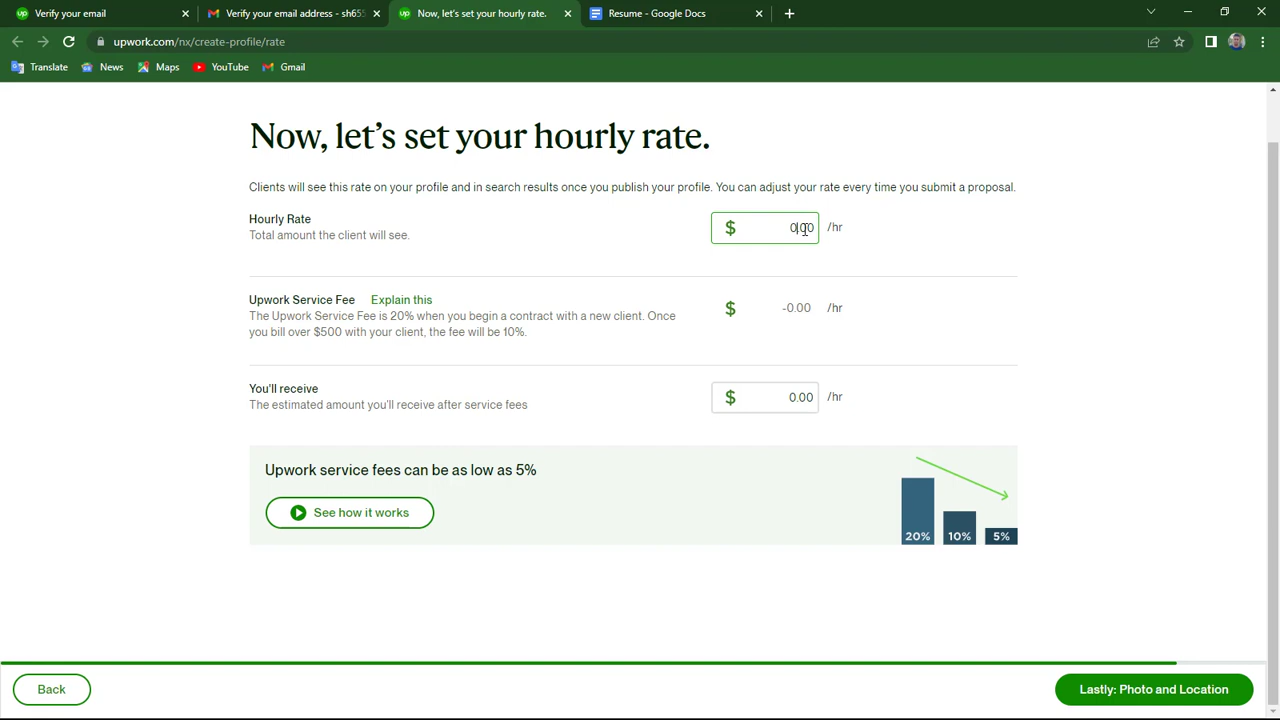 Verify your email
Verify your email address - sh655
Now, let's set your hourly rate.
Resume - Google Docs
upwork.com/nx/create-profile/rate
Translate
News
Maps
YouTube
Gmail
Now, let's set your hourly rate.
Clients will see this rate on your profile and in search results once you publish your profile. You can adjust your rate every time you submit a proposal.
Hourly Rate
Total amount the client will see.
$ 0.00 /hr
Upwork Service Fee Explain this
The Upwork Service Fee is 20% when you begin a contract with a new client. Once
you bill over $500 with your client, the fee will be 10%.
$ -0.00 /hr
You'll receive
The estimated amount you'll receive after service fees
$ 0.00 /hr
Upwork service fees can be as low as 5%
See how it works
20% 10% 5%
Back
Lastly: Photo and Location